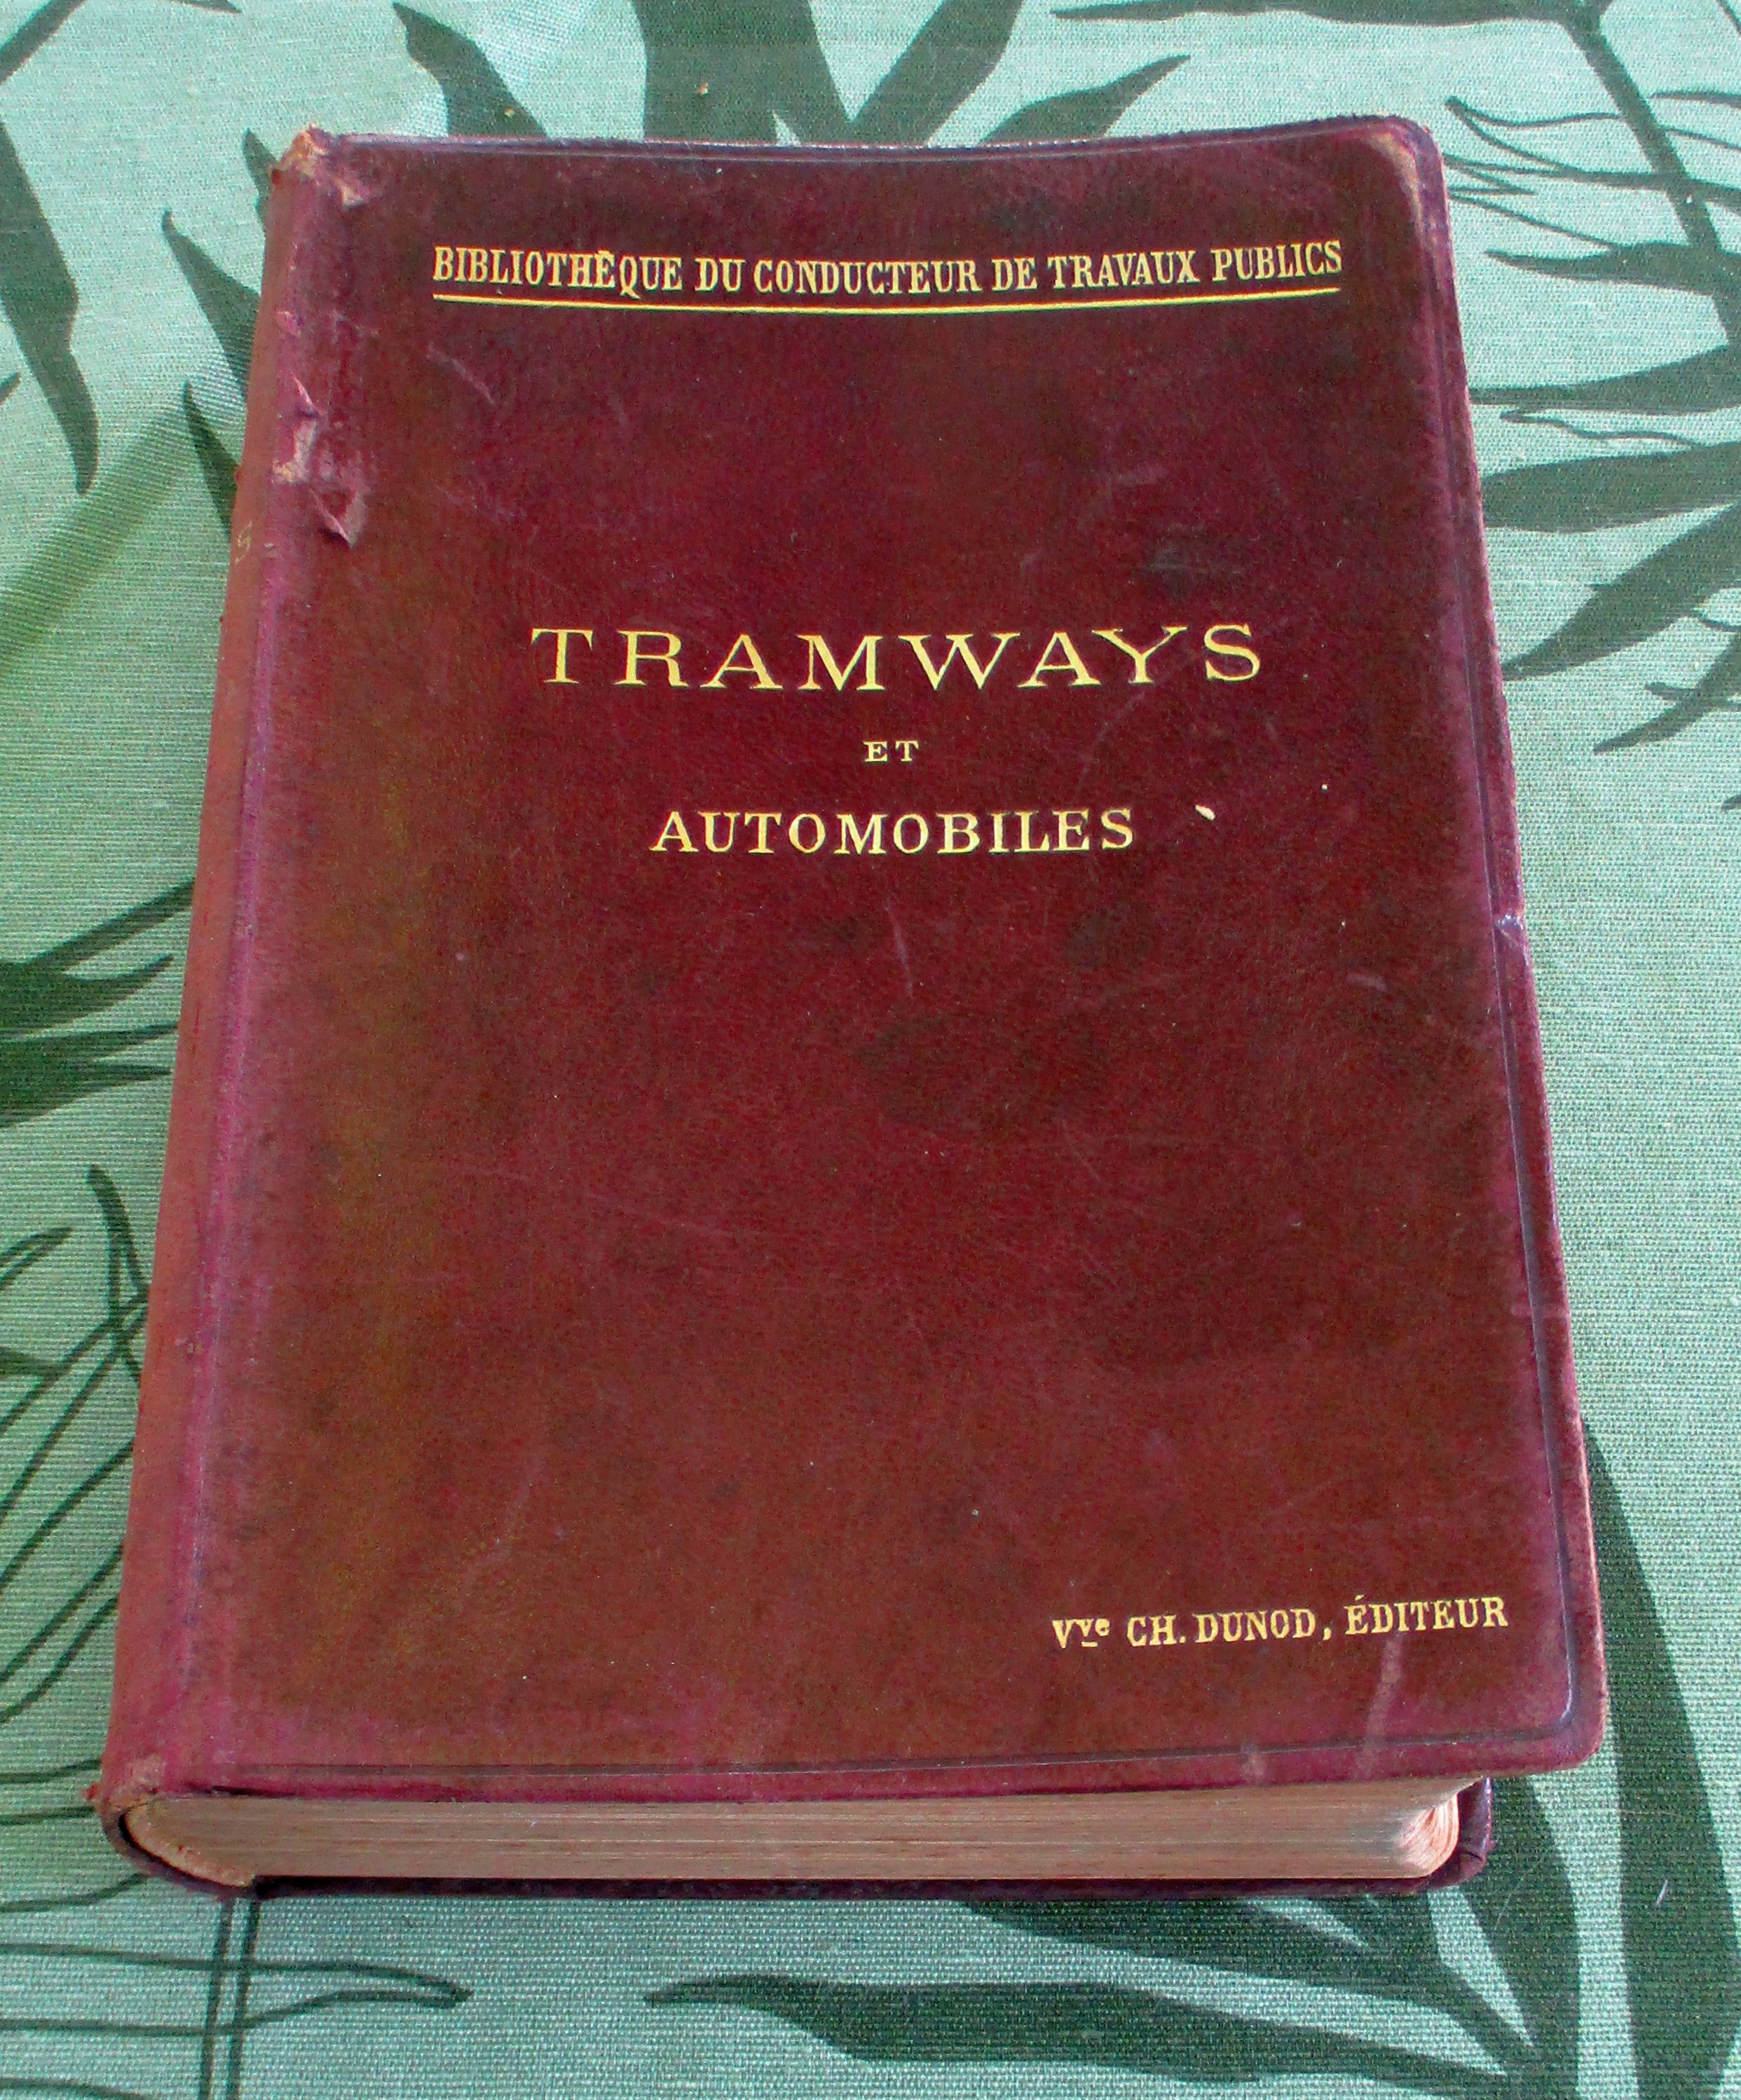 BIBLIOTHÈQUE DU CONDUCTEUR DE TRAVAUX PUBLICS
TRAMWAYS
ET
AUTOMOBILES
Vve CH. DUNOD, ÉDITEUR